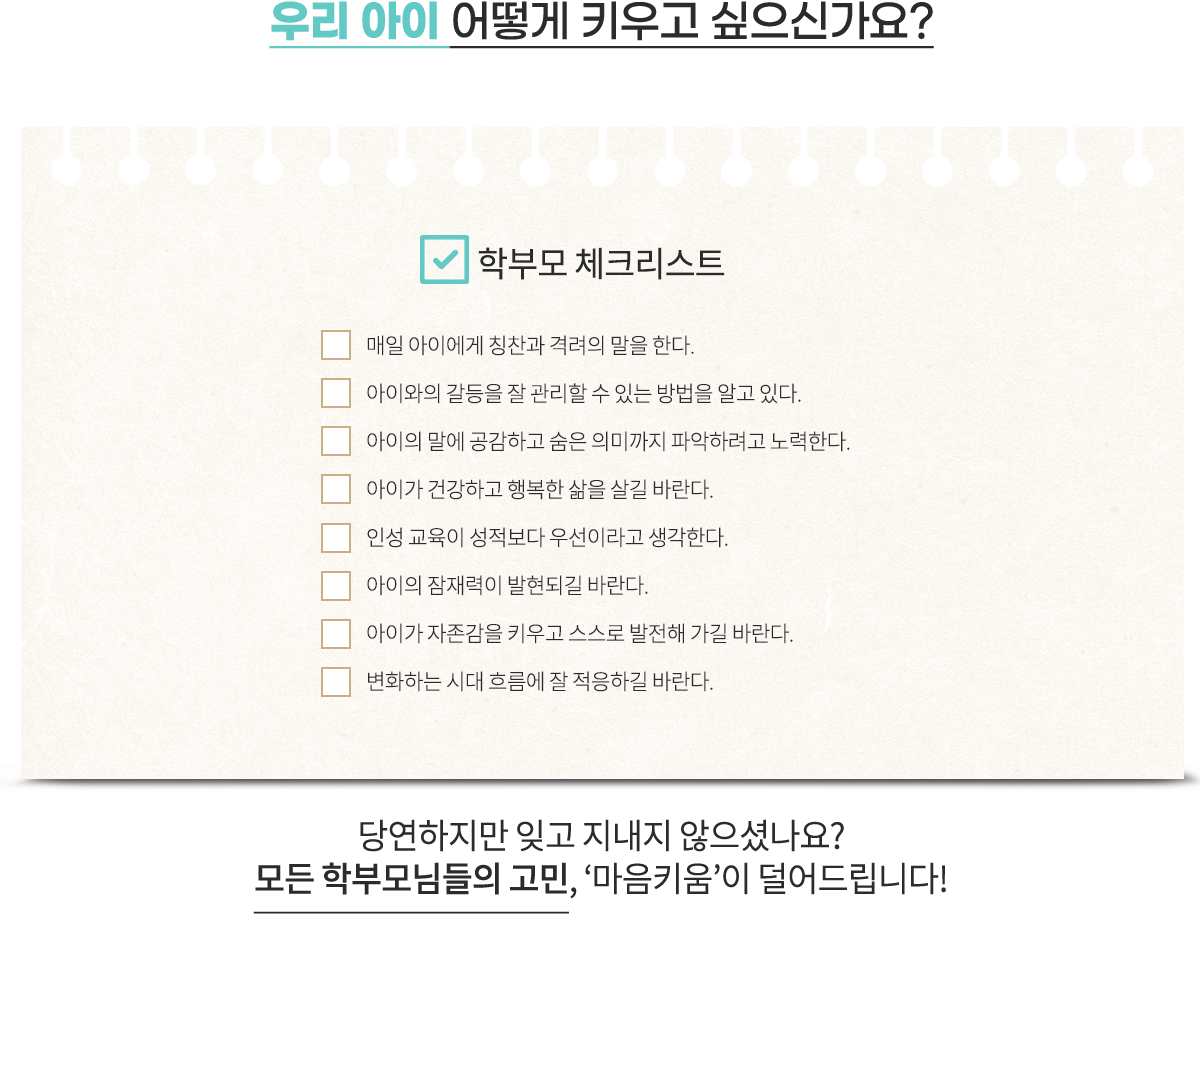 우리 아이 어떻게 키우고 싶으신가요?
학부모 체크리스트
매일 아이에게 칭찬과 격려의 말을 한다.
아이와의 갈등을 잘 관리할 수 있는 방법을 알고 있다.
아이의 말에 공감하고 숨은 의미까지 파악하려고 노력한다.
아이가 건강하고 행복한 삶을 살길 바란다.
인성 교육이 성적보다 우선이라고 생각한다.
아이의 잠재력이 발현되길 바란다.
아이가 자존감을 키우고 스스로 발전해 가길 바란다.
변화하는 시대 흐름에 잘 적응하길 바란다.
당연하지만 잊고 지내지 않으셨나요?
모든 학부모님들의 고민, ‘마음키움’이 덜어드립니다!